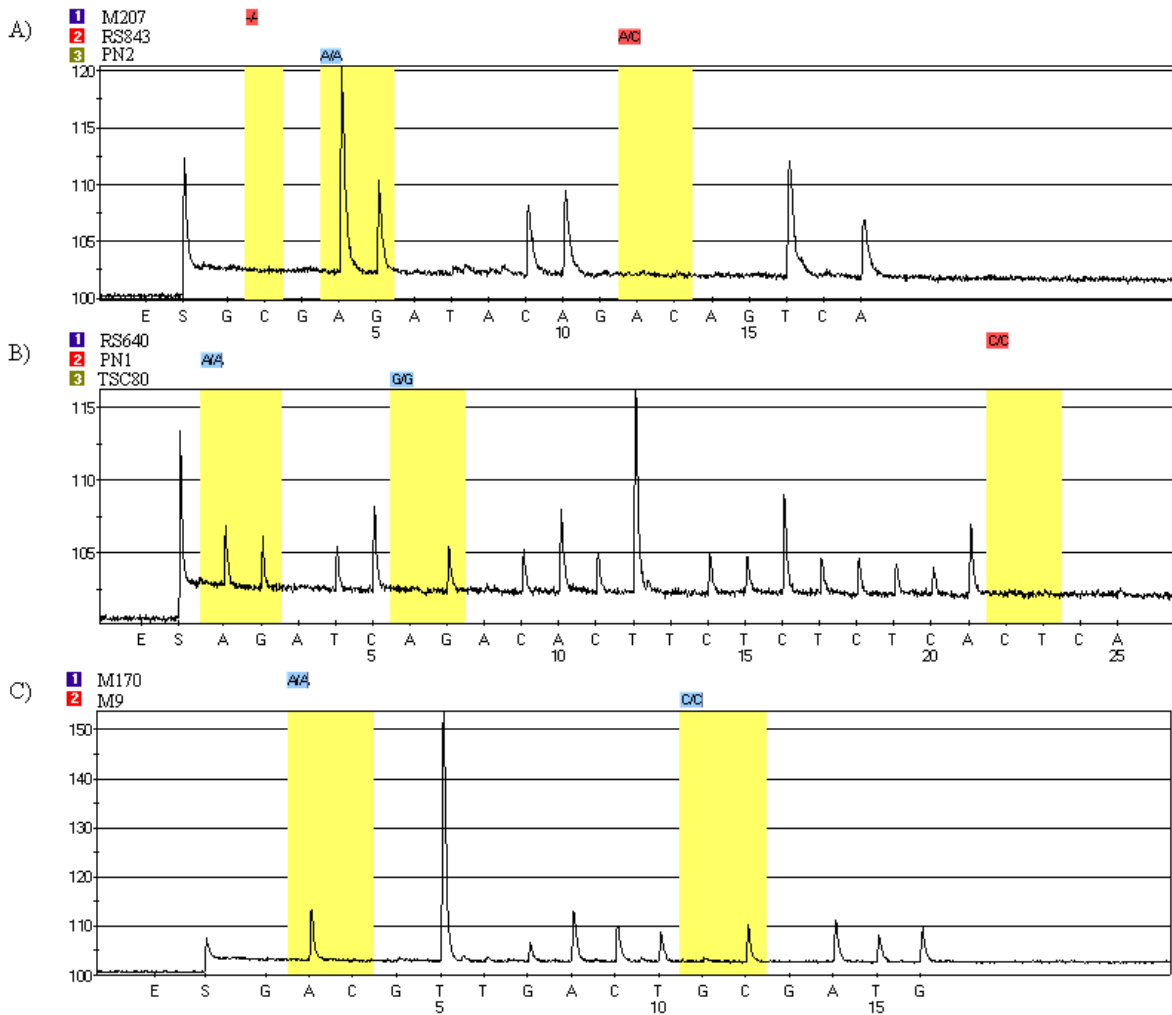 A)
1 M207 -/-
2 RS843 A/C
3 PN2 A/A
120
115
110
105
100
E S G C G A G A T A C A G A C A G T C A
5 10 15
B)
1 RS640 C/C
2 PN1 A/A
3 TSC80 G/G
115
110
105
E S A G A T C A G A C A C T T C T C T C T C A C T C A
5 10 15 20 25
C)
1 M170 A/A
2 M9 C/C
150
140
130
120
110
100
E S G A C G T T G A C T G C G A T G
5 10 15